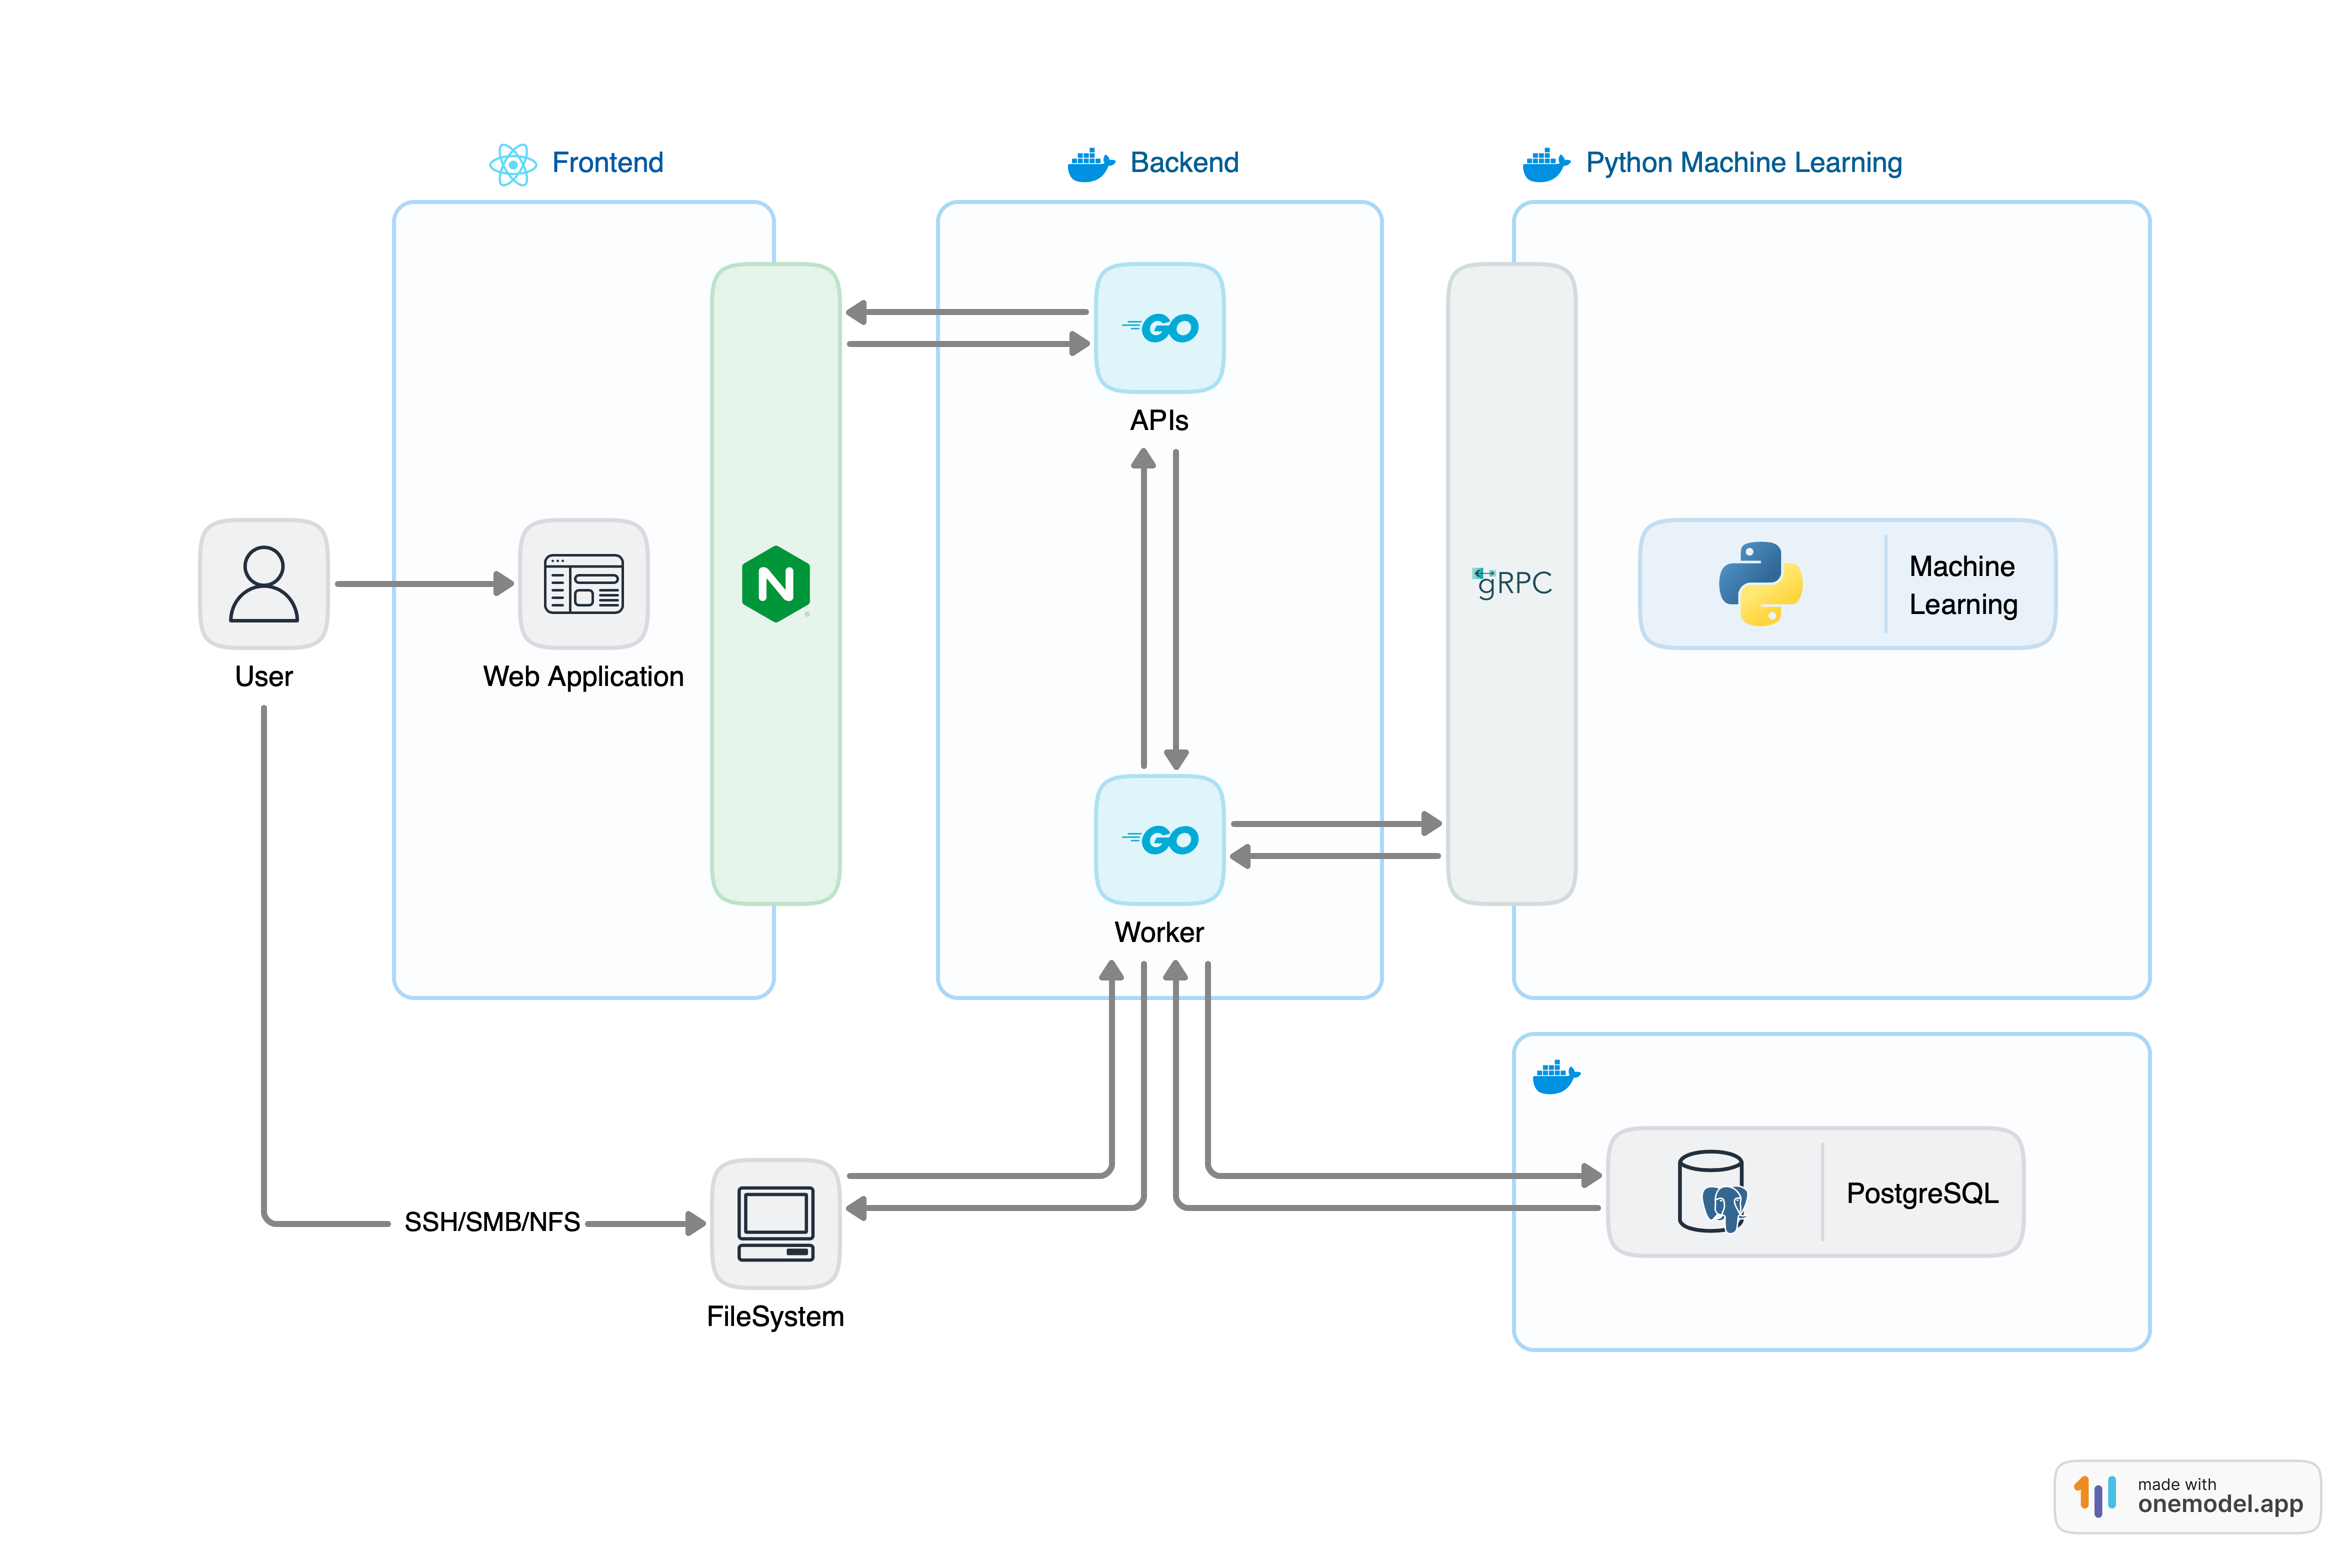 Frontend
Backend
Python Machine Learning
GO
APIs
User
Web Application
N
gRPC
Machine
Learning
GO
Worker
SSH/SMB/NFS
FileSystem
PostgreSQL
made with
onemodel.app